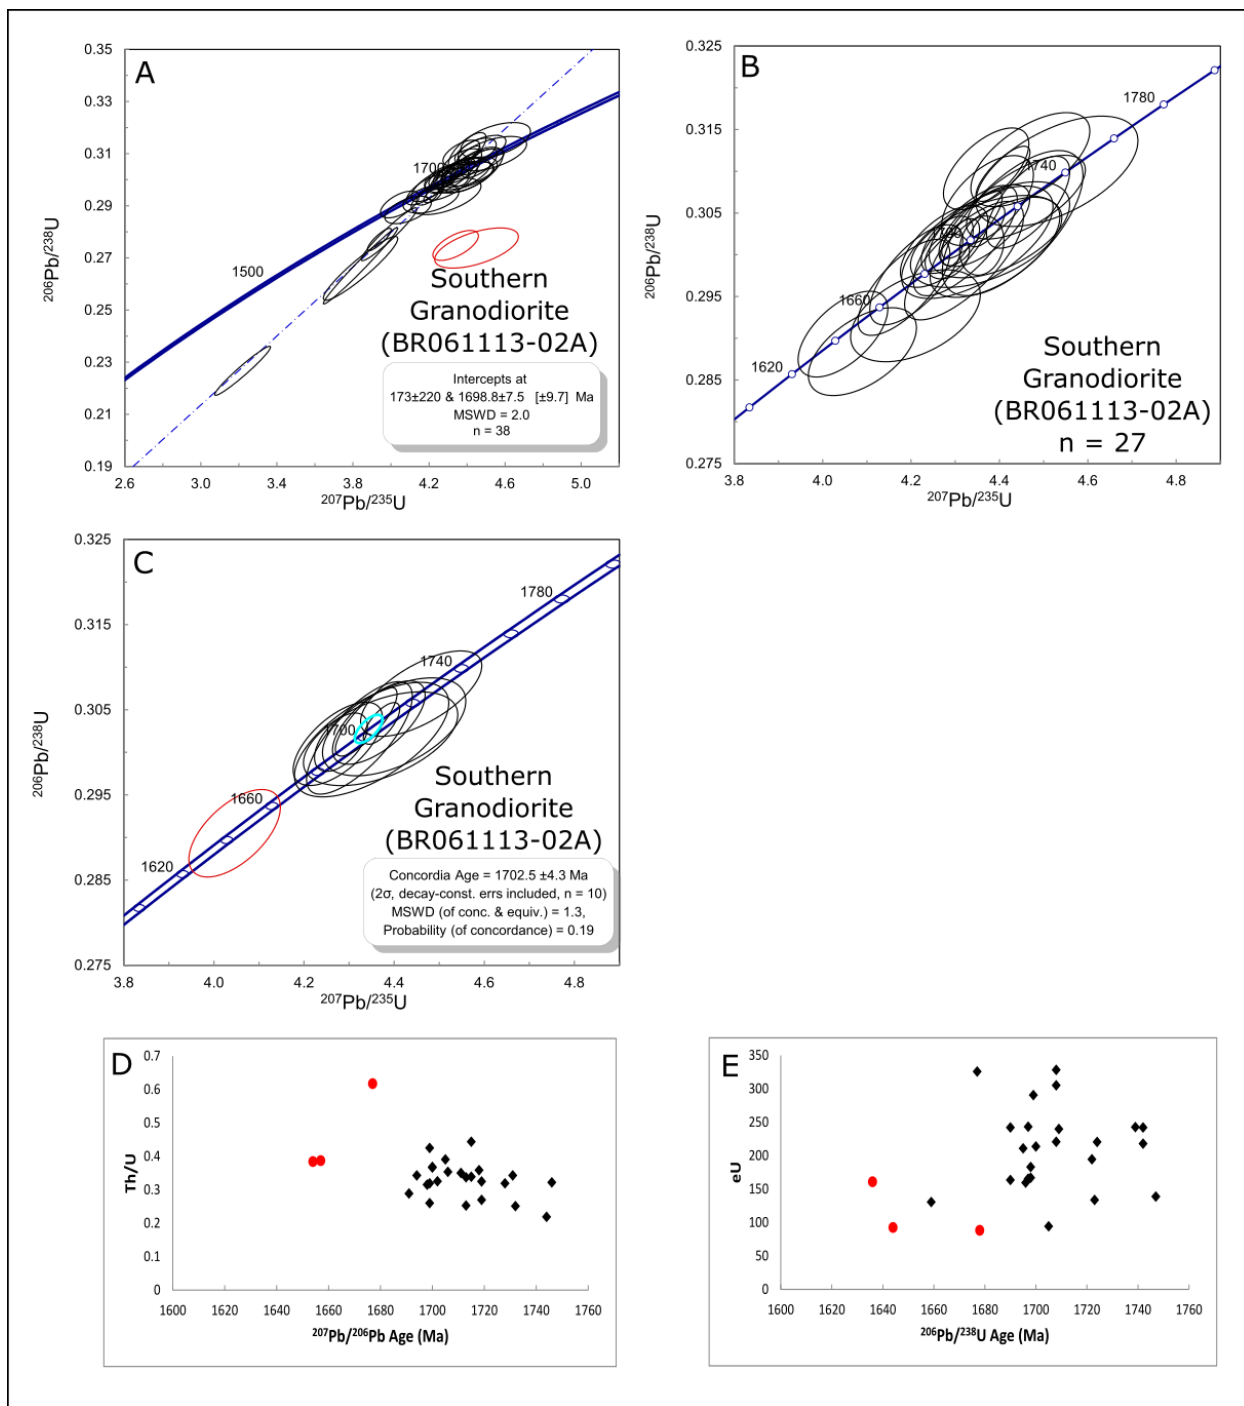 A
0.35
0.33
0.31
0.29
0.27
0.25
0.23
0.21
0.19
2.6
3.0
3.4
3.8
4.2
4.6
5.0
²⁰⁶Pb/²³⁸U
²⁰⁷Pb/²³⁵U
1500
1700
Southern
Granodiorite
(BR061113-02A)
Intercepts at
173±220 & 1698.8±7.5 [±9.7] Ma
MSWD = 2.0
n = 38
B
0.325
0.315
0.305
0.295
0.285
0.275
3.8
4.0
4.2
4.4
4.6
4.8
²⁰⁶Pb/²³⁸U
²⁰⁷Pb/²³⁵U
1780
1740
1660
1620
Southern
Granodiorite
(BR061113-02A)
n = 27
C
0.325
0.315
0.305
0.295
0.285
0.275
3.8
4.0
4.2
4.4
4.6
4.8
²⁰⁶Pb/²³⁸U
²⁰⁷Pb/²³⁵U
1780
1740
1700
1660
1620
Southern
Granodiorite
(BR061113-02A)
Concordia Age = 1702.5 ±4.3 Ma
(2σ, decay-const. errs included, n = 10)
MSWD (of conc. & equiv.) = 1.3,
Probability (of concordance) = 0.19
D
0.7
0.6
0.5
0.4
0.3
0.2
0.1
0
1600
1620
1640
1660
1680
1700
1720
1740
1760
Th/U
²⁰⁷Pb/²⁰⁶Pb Age (Ma)
E
350
300
250
200
150
100
50
0
1600
1620
1640
1660
1680
1700
1720
1740
1760
eU
²⁰⁶Pb/²³⁸U Age (Ma)